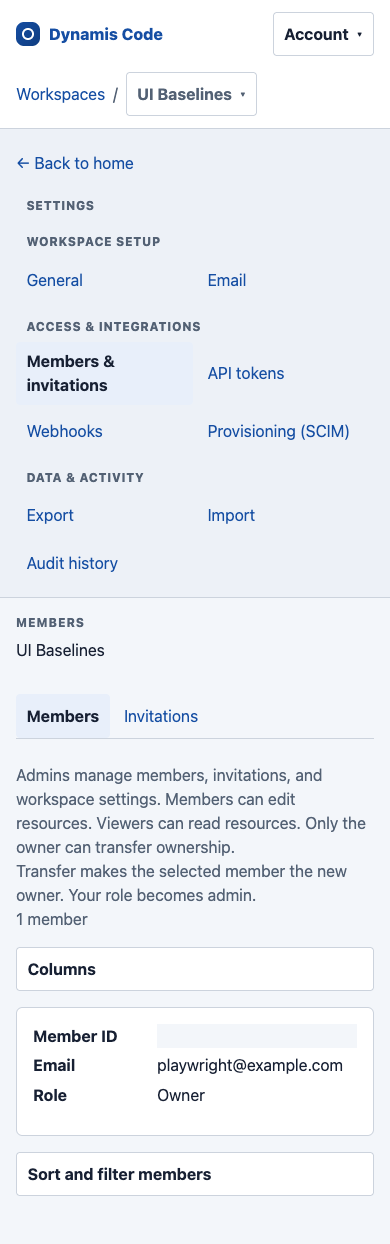 Dynamis Code
Account ▾
Workspaces / UI Baselines ▾
← Back to home
SETTINGS
WORKSPACE SETUP
General Email
ACCESS & INTEGRATIONS
Members &
invitations
API tokens
Webhooks Provisioning (SCIM)
DATA & ACTIVITY
Export Import
Audit history
MEMBERS
UI Baselines
Members Invitations
Admins manage members, invitations, and
workspace settings. Members can edit
resources. Viewers can read resources. Only the
owner can transfer ownership.
Transfer makes the selected member the new
owner. Your role becomes admin.
1 member
Columns
Member ID
Email playwright@example.com
Role Owner
Sort and filter members